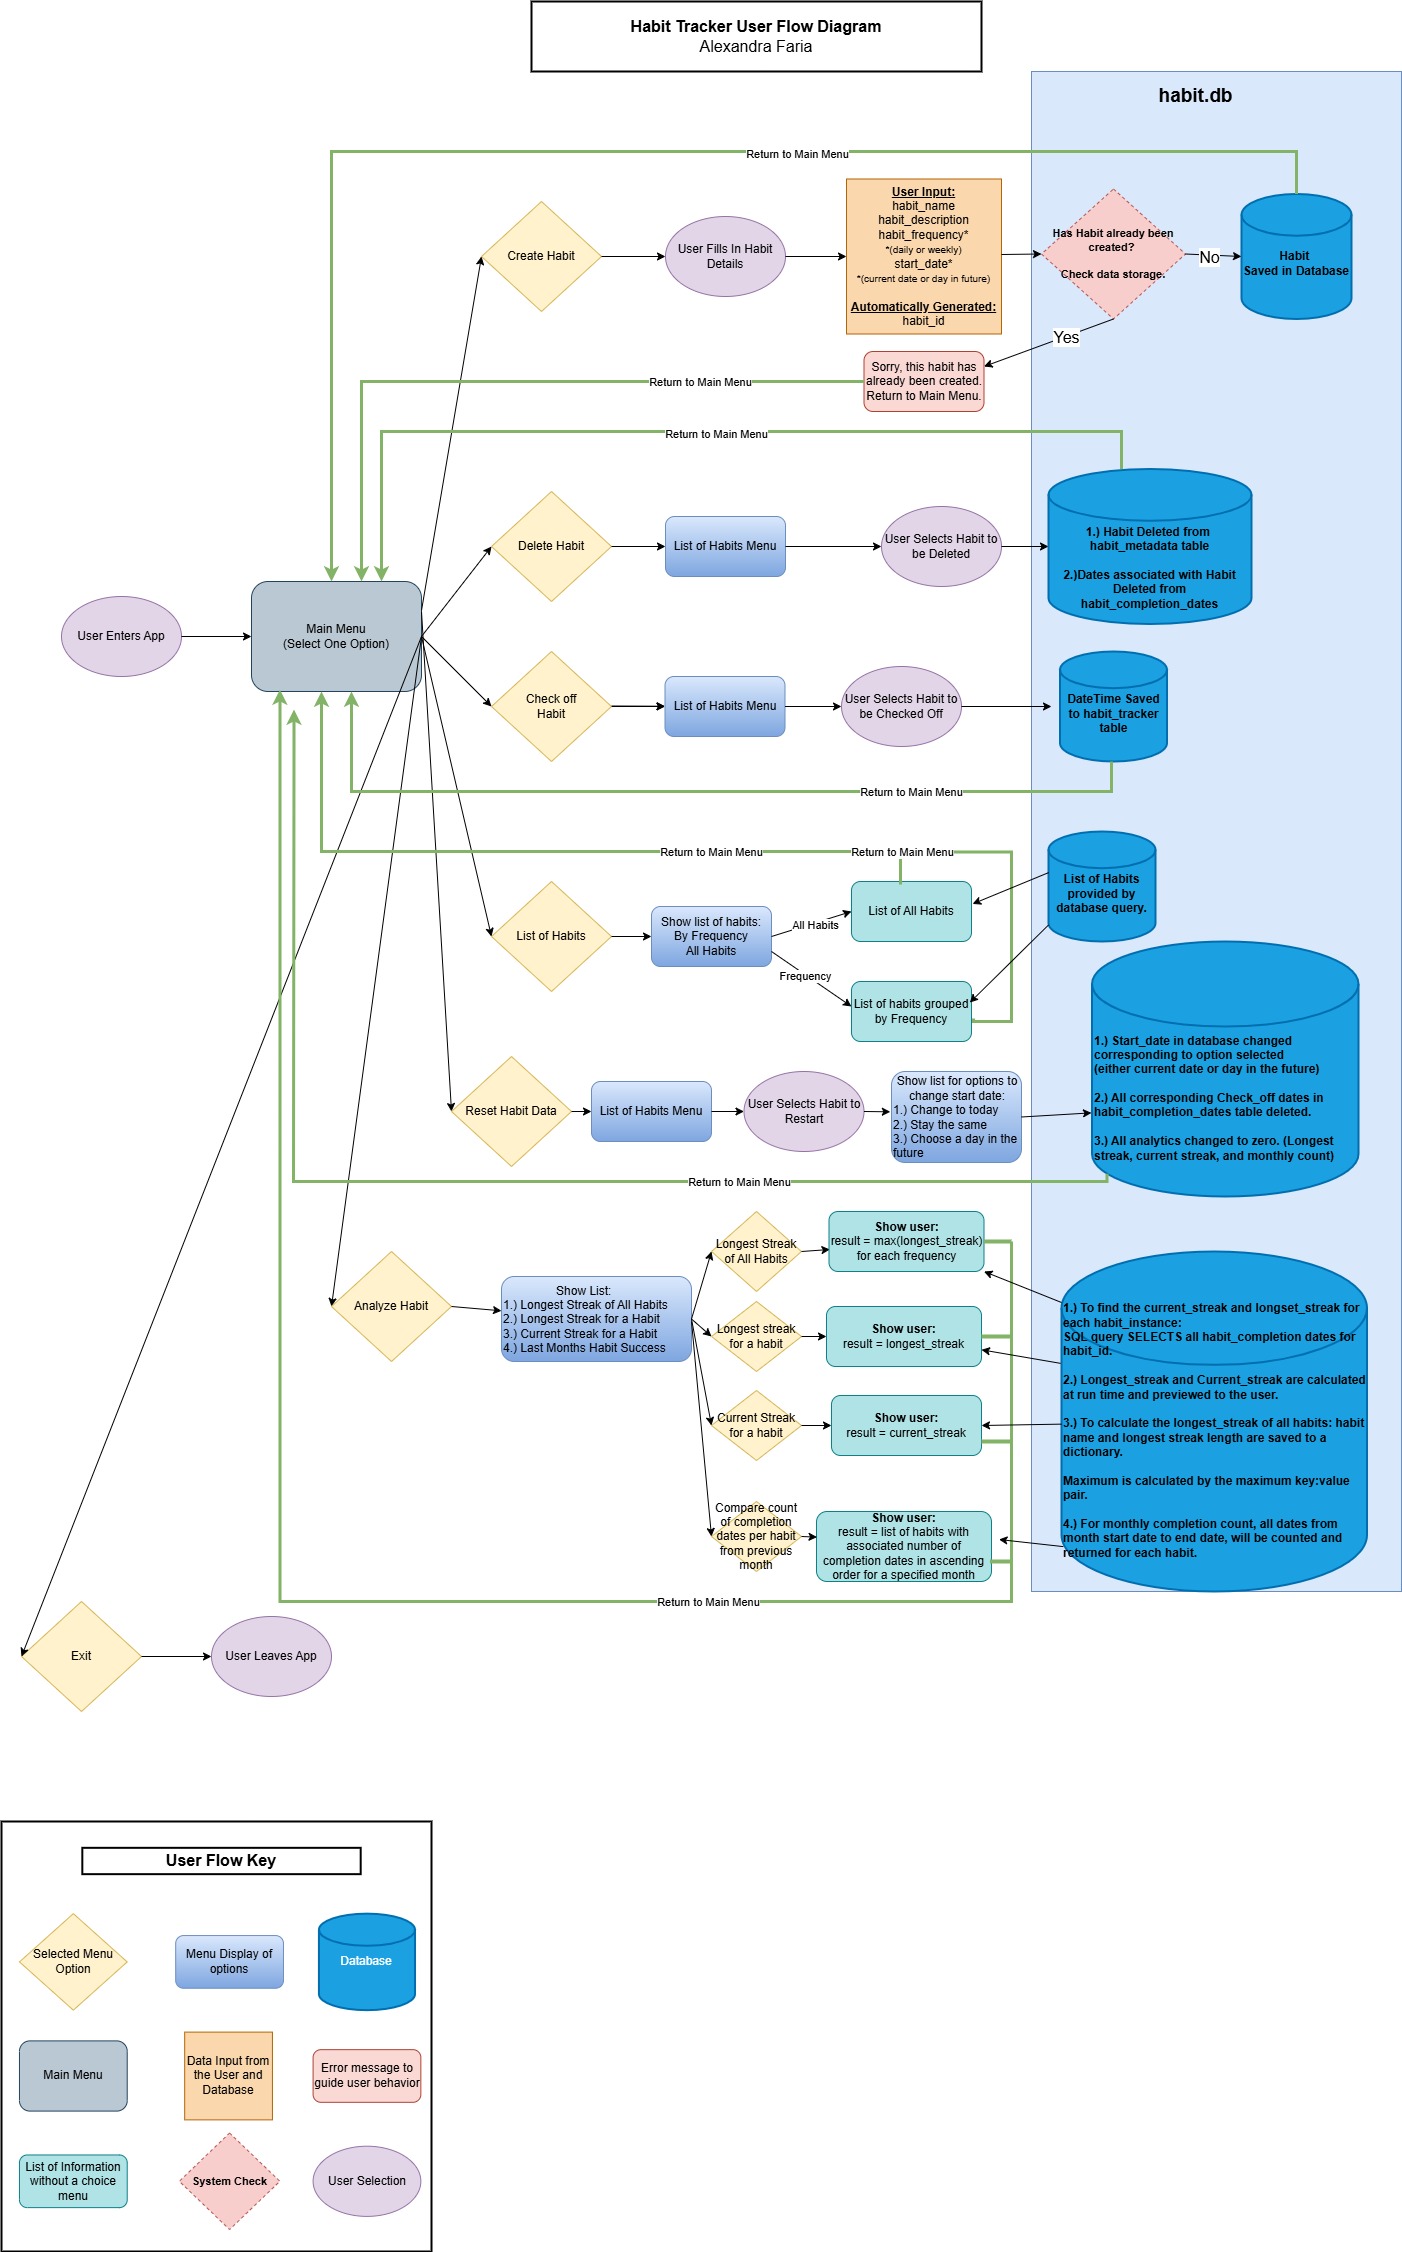 Habit Tracker User Flow Diagram
Alexandra Faria
habit.db
Return to Main Menu
Create Habit
User Fills In Habit
Details
User Input:
habit_name
habit_description
habit_frequency*
*(daily or weekly)
start_date*
*(current date or day in future)
Automatically Generated:
habit_id
Has Habit already been
created?
Check data storage.
No
Habit
Saved in Database
Yes
Sorry, this habit has
already been created.
Return to Main Menu.
Return to Main Menu
Return to Main Menu
Delete Habit
List of Habits Menu
User Selects Habit to
be Deleted
1.) Habit Deleted from
habit_metadata table
2.)Dates associated with Habit
Deleted from
habit_completion_dates
User Enters App
Main Menu
(Select One Option)
Check off
Habit
List of Habits Menu
User Selects Habit to
be Checked Off
DateTime Saved
to habit_tracker
table
Return to Main Menu
Return to Main Menu
Return to Main Menu
List of Habits
Show list of habits:
By Frequency
All Habits
All Habits
Frequency
List of All Habits
List of habits grouped
by Frequency
List of Habits
provided by
database query.
Reset Habit Data
List of Habits Menu
User Selects Habit to
Restart
Show list for options to
change start date:
1.) Change to today
2.) Stay the same
3.) Choose a day in the
future
1.) Start_date in database changed
corresponding to option selected
(either current date or day in the future)
2.) All corresponding Check_off dates in
habit_completion_dates table deleted.
3.) All analytics changed to zero. (Longest
streak, current streak, and monthly count)
Return to Main Menu
Analyze Habit
Show List:
1.) Longest Streak of All Habits
2.) Longest Streak for a Habit
3.) Current Streak for a Habit
4.) Last Months Habit Success
Longest Streak
of All Habits
Show user:
result = max(longest_streak)
for each frequency
Longest streak
for a habit
Show user:
result = longest_streak
Current Streak
for a habit
Show user:
result = current_streak
Compare count
of completion
dates per habit
from previous
month
Show user:
result = list of habits with
associated number of
completion dates in ascending
order for a specified month
1.) To find the current_streak and longset_streak for
each habit_instance:
SQL query SELECTS all habit_completion dates for
habit_id.
2.) Longest_streak and Current_streak are calculated
at run time and previewed to the user.
3.) To calculate the longest_streak of all habits: habit
name and longest streak length are saved to a
dictionary.
Maximum is calculated by the maximum key:value
pair.
4.) For monthly completion count, all dates from
month start date to end date, will be counted and
returned for each habit.
Return to Main Menu
Exit
User Leaves App
User Flow Key
Selected Menu
Option
Menu Display of
options
Database
Main Menu
Data Input from
the User and
Database
Error message to
guide user behavior
List of Information
without a choice
menu
System Check
User Selection